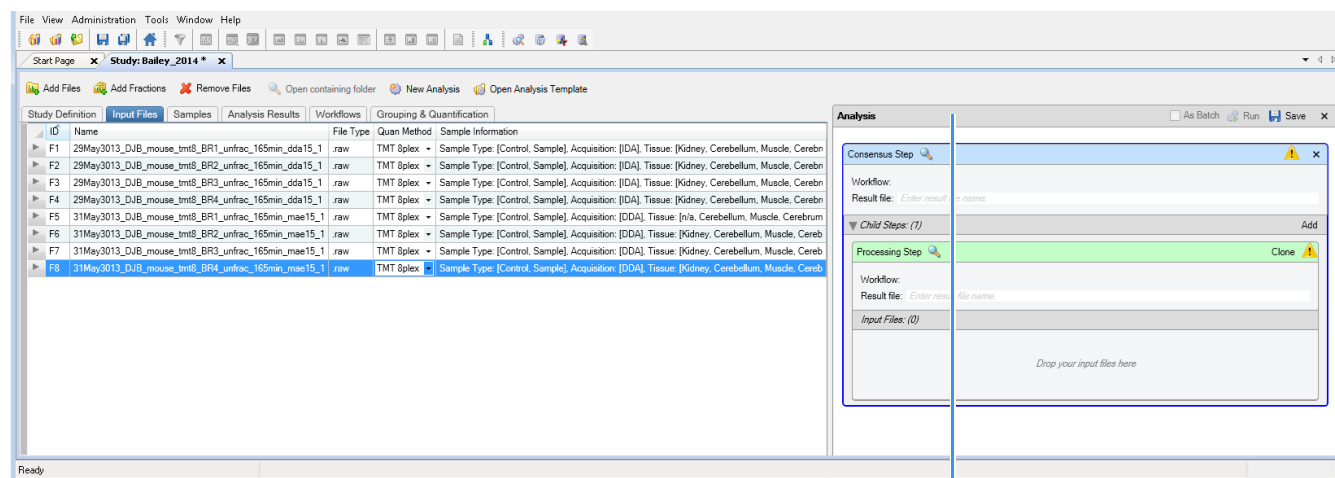 File View Administration Tools Window Help
Start Page x Study: Bailey_2014 * x
Add Files Add Fractions Remove Files Open containing folder New Analysis Open Analysis Template
Study Definition Input Files Samples Analysis Results Workflows Grouping & Quantification
ID Name File Type Quan Method Sample Information
F1 29May3013_DJB_mouse_tmt8_BR1_unfrac_165min_dda15_1 .raw TMT 8plex Sample Type: [Control, Sample], Acquisition: [IDA], Tissue: [Kidney, Cerebellum, Muscle, Cerebr
F2 29May3013_DJB_mouse_tmt8_BR2_unfrac_165min_dda15_1 .raw TMT 8plex Sample Type: [Control, Sample], Acquisition: [IDA], Tissue: [Kidney, Cerebellum, Muscle, Cerebr
F3 29May3013_DJB_mouse_tmt8_BR3_unfrac_165min_dda15_1 .raw TMT 8plex Sample Type: [Control, Sample], Acquisition: [IDA], Tissue: [Kidney, Cerebellum, Muscle, Cerebr
F4 29May3013_DJB_mouse_tmt8_BR4_unfrac_165min_dda15_1 .raw TMT 8plex Sample Type: [Control, Sample], Acquisition: [IDA], Tissue: [Kidney, Cerebellum, Muscle, Cerebr
F5 31May3013_DJB_mouse_tmt8_BR1_unfrac_165min_mae15_1 .raw TMT 8plex Sample Type: [Control, Sample], Acquisition: [DDA], Tissue: [n/a, Cerebellum, Muscle, Cerebrum
F6 31May3013_DJB_mouse_tmt8_BR2_unfrac_165min_mae15_1 .raw TMT 8plex Sample Type: [Control, Sample], Acquisition: [DDA], Tissue: [Kidney, Cerebellum, Muscle, Cereb
F7 31May3013_DJB_mouse_tmt8_BR3_unfrac_165min_mae15_1 .raw TMT 8plex Sample Type: [Control, Sample], Acquisition: [DDA], Tissue: [Kidney, Cerebellum, Muscle, Cereb
F8 31May3013_DJB_mouse_tmt8_BR4_unfrac_165min_mae15_1 .raw TMT 8plex Sample Type: [Control, Sample], Acquisition: [DDA], Tissue: [Kidney, Cerebellum, Muscle, Cereb
Analysis As Batch Run Save x
Consensus Step x
Workflow:
Result file: Enter result file name.
Child Steps: (1) Add
Processing Step Clone
Workflow:
Result file: Enter result file name.
Input Files: (0)
Drop your input files here
Ready